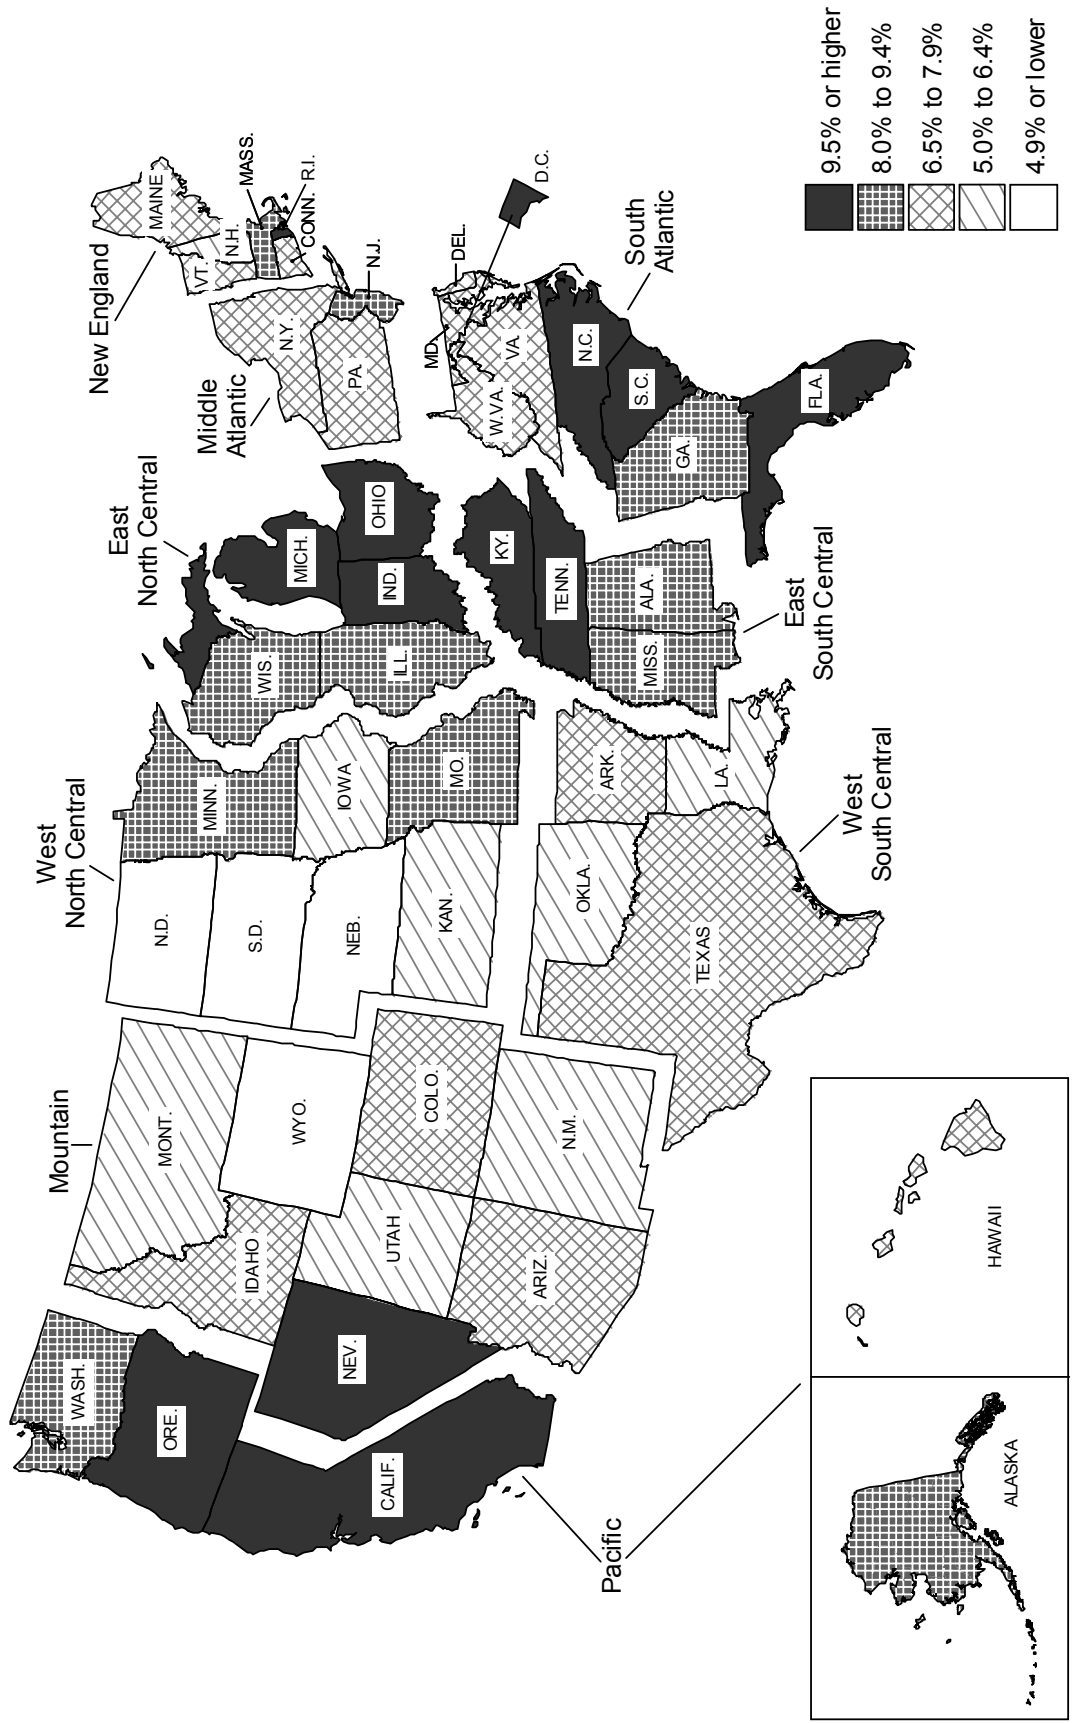 Pacific
Mountain
West
North Central
East
North Central
Middle
Atlantic
New England
WASH.
ORE.
CALIF.
NEV.
IDAHO
MONT.
WYO.
UTAH
COLO.
ARIZ.
N.M.
N.D.
S.D.
NEB.
KAN.
MINN.
IOWA
MO.
WIS.
ILL.
MICH.
IND.
OHIO
N.Y.
PA.
N.J.
VT.
N.H.
MAINE
MASS.
R.I.
CONN.
OKLA.
TEXAS
ARK.
LA.
KY.
TENN.
MISS.
ALA.
MD.
DEL.
D.C.
W.VA.
VA.
N.C.
S.C.
GA.
FLA.
West
South Central
East
South Central
South
Atlantic
ALASKA
HAWAII
9.5% or higher
8.0% to 9.4%
6.5% to 7.9%
5.0% to 6.4%
4.9% or lower